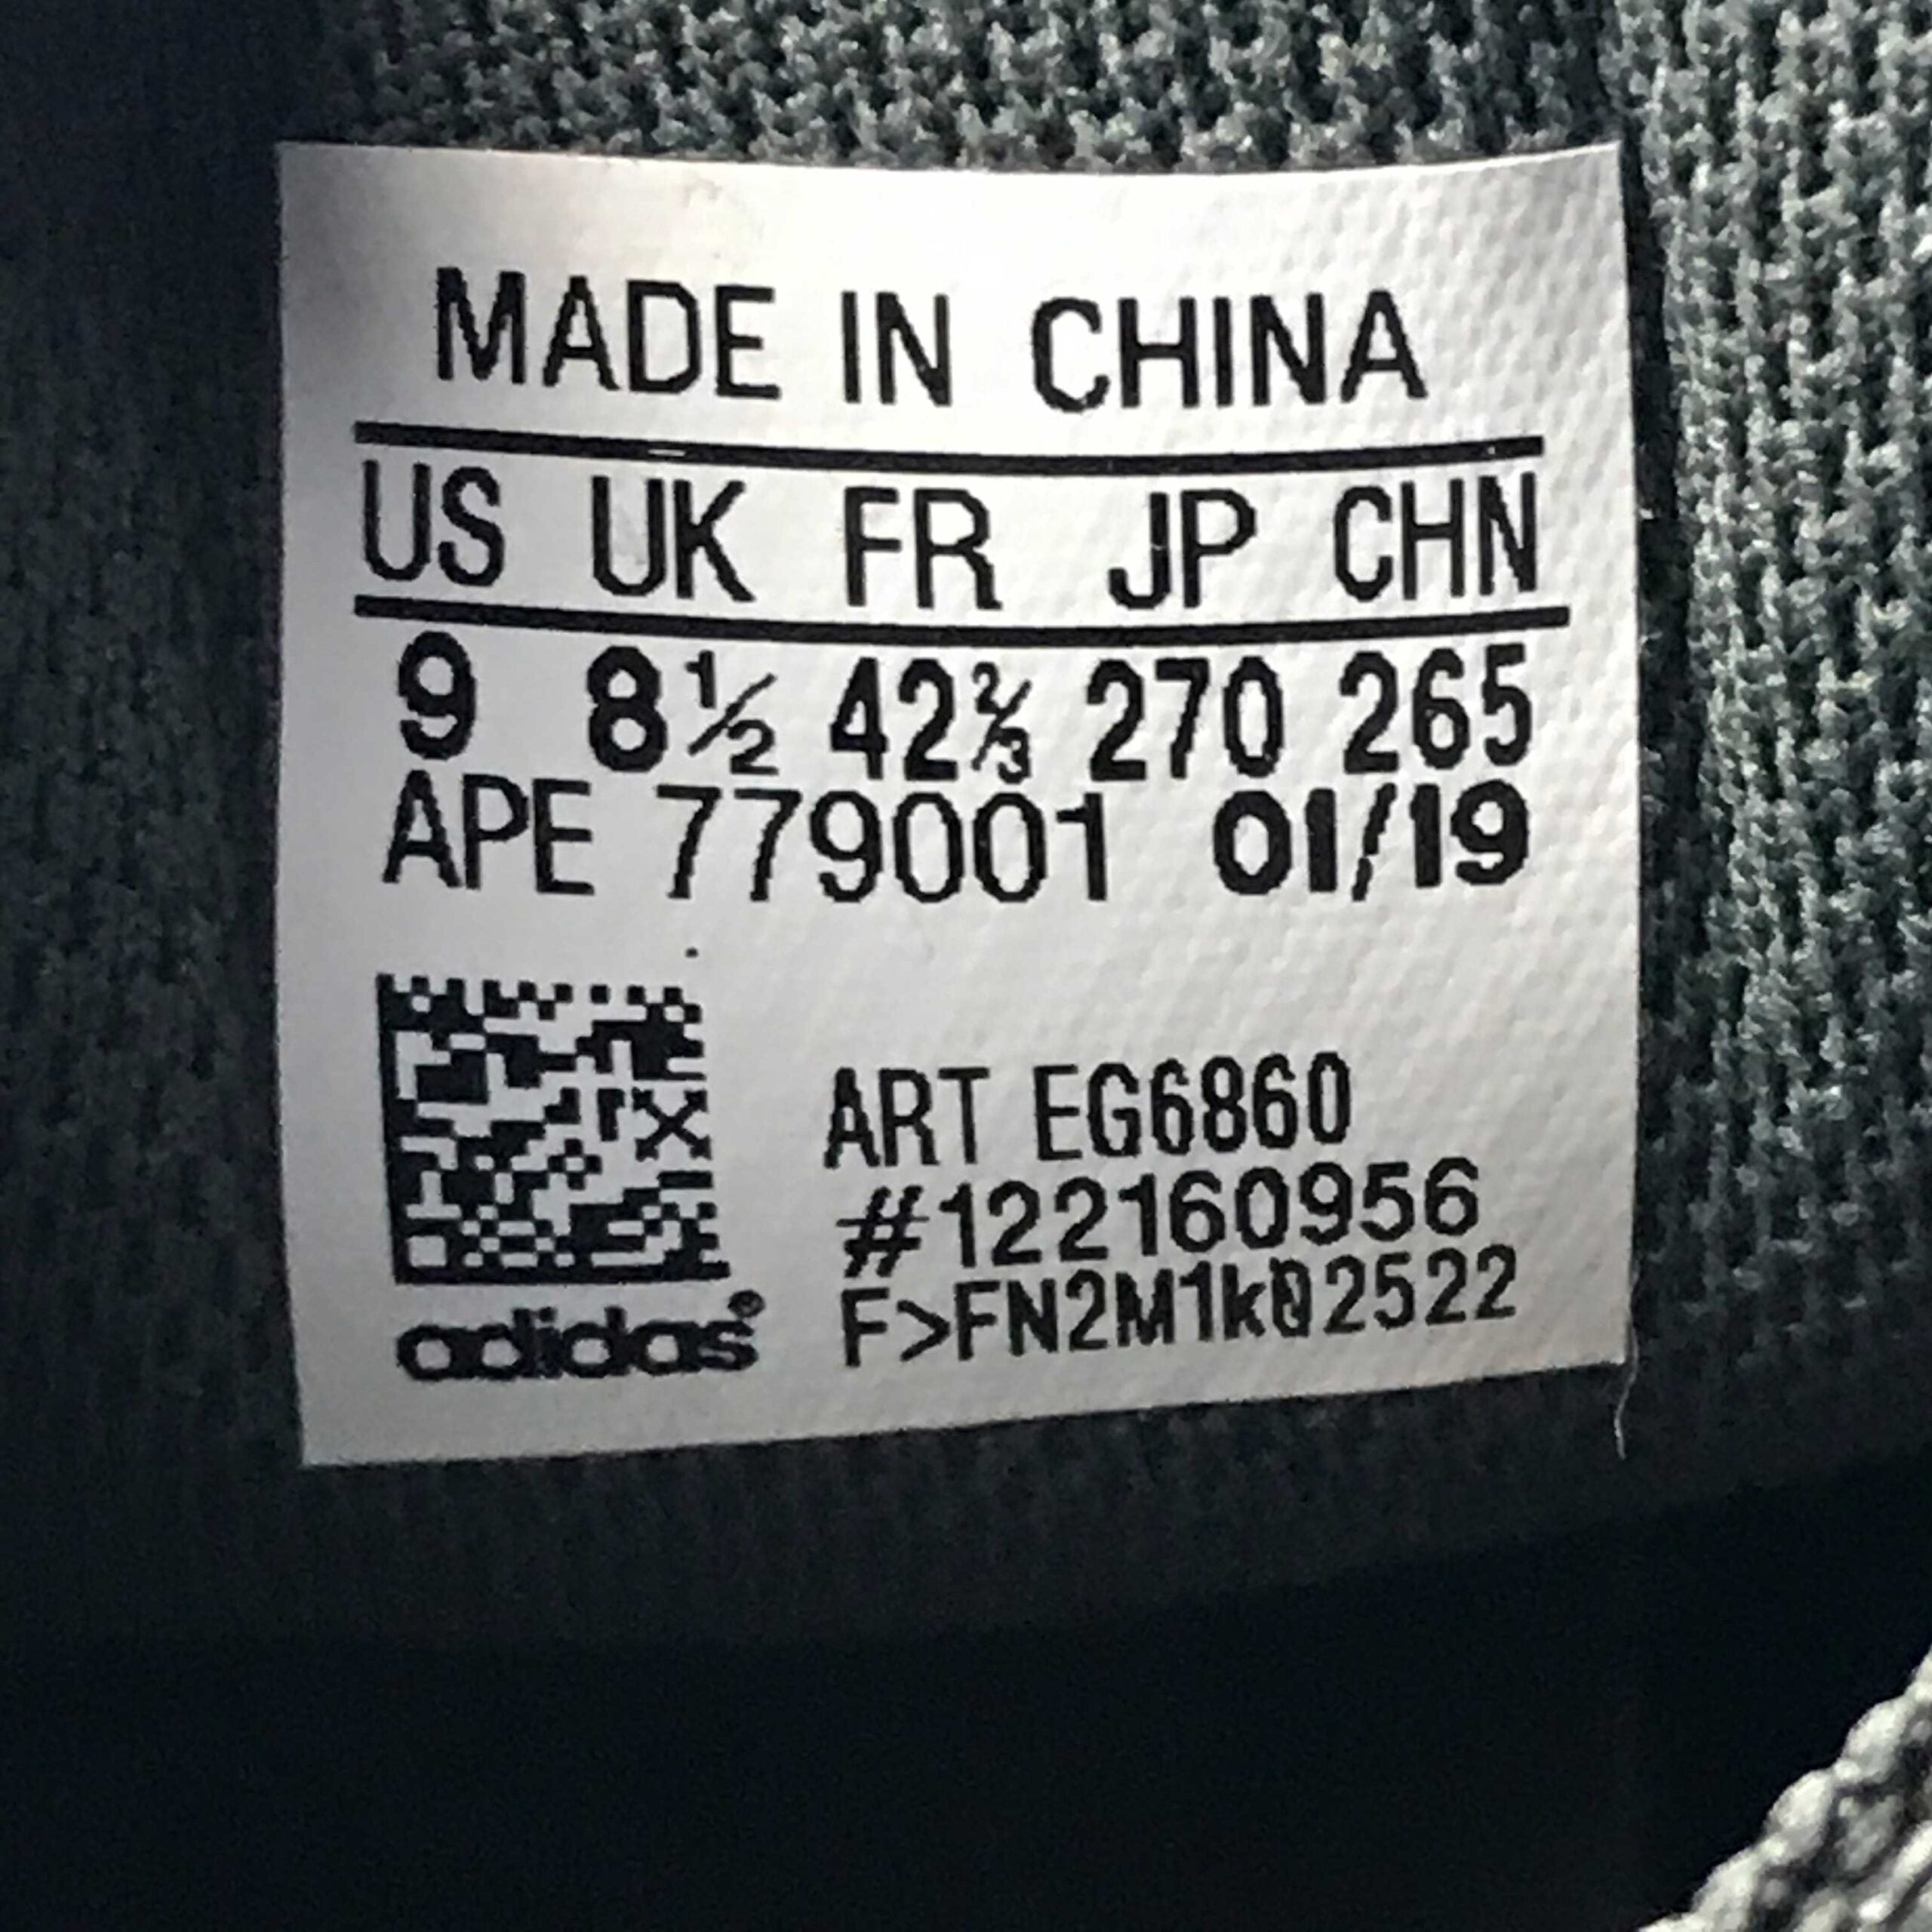 MADE IN CHINA
US UK FR JP CHN
9 8½ 42⅔ 270 265
APE 779001 01/19
ART EG6860
#122160956
adidas®